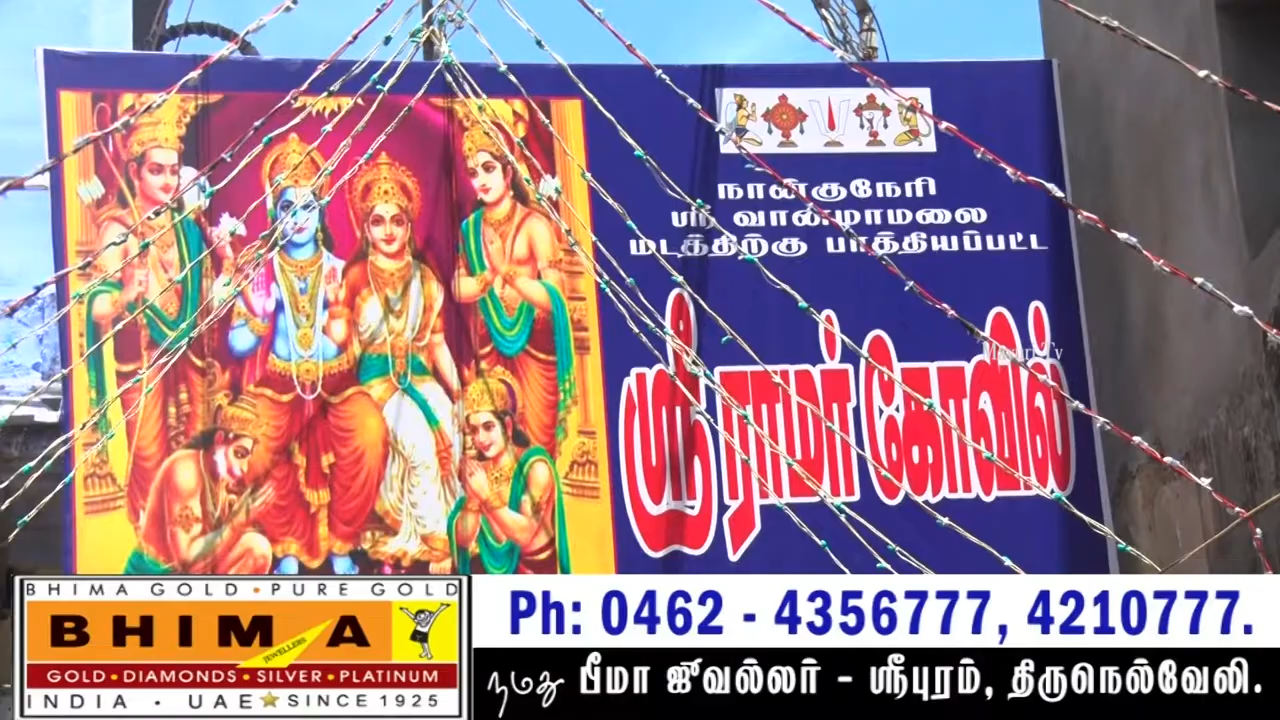 நான்குநேரி
ஸ்ரீ வானமாமலை
மடத்திற்கு பாத்தியப்பட்ட
ஸ்ரீ ராமர் கோவில்
BHIMA GOLD • PURE GOLD
BHIMA
JEWELLERS
GOLD • DIAMONDS • SILVER • PLATINUM
INDIA • UAE ★ SINCE 1925
Ph: 0462 - 4356777, 4210777.
நமது பீமா ஜீவல்லர் - ஸ்ரீபுரம், திருநெல்வேலி.